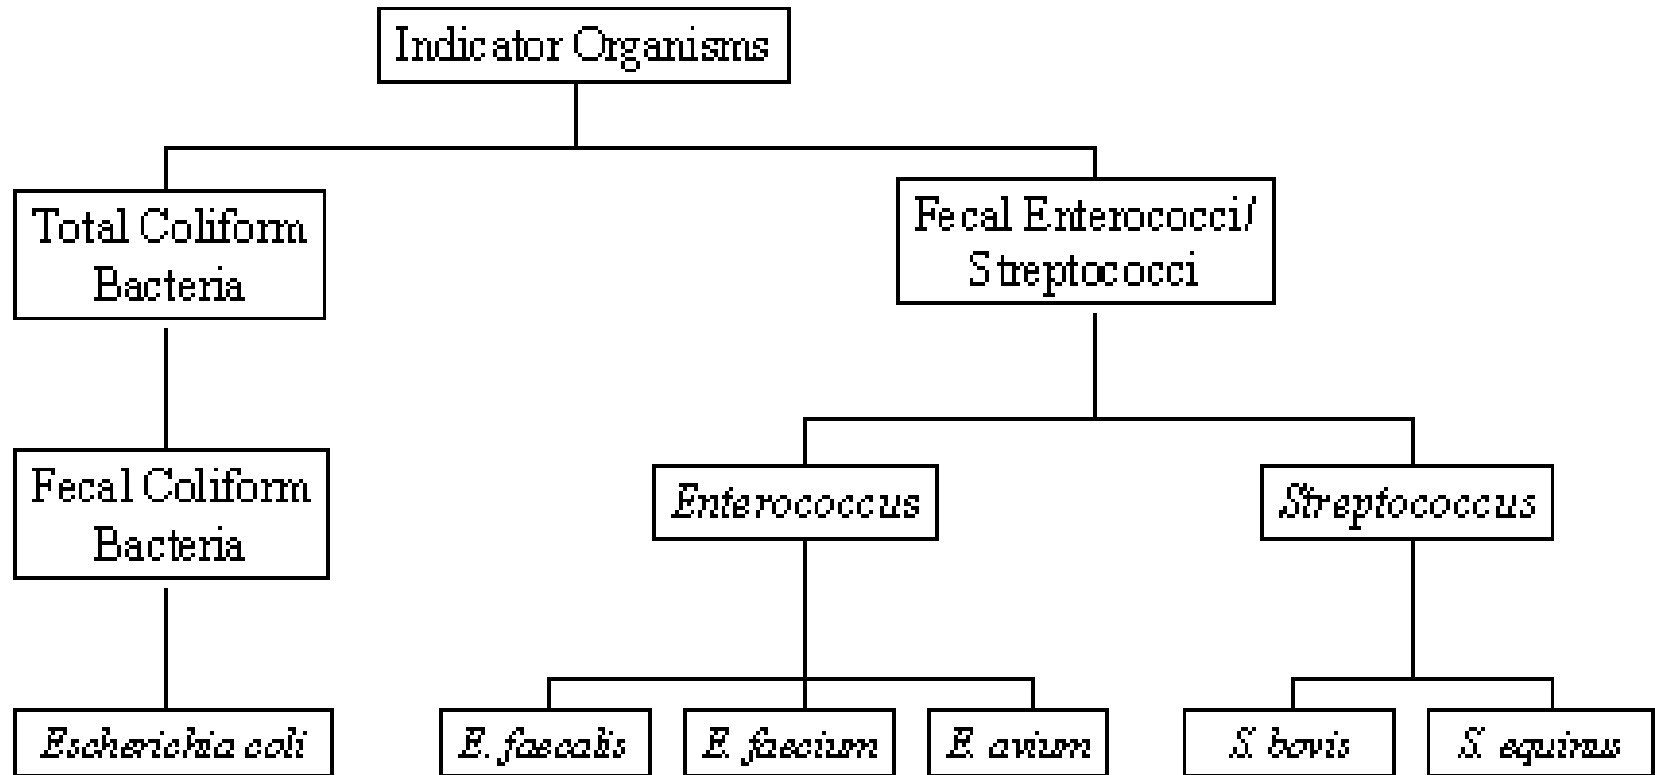 Indicator Organisms
Total Coliform
Bacteria
Fecal Enterococci/
Streptococci
Fecal Coliform
Bacteria
Enterococcus
Streptococcus
Escherichia coli
E. faecalis
E. faecium
E. avium
S. bovis
S. equinus